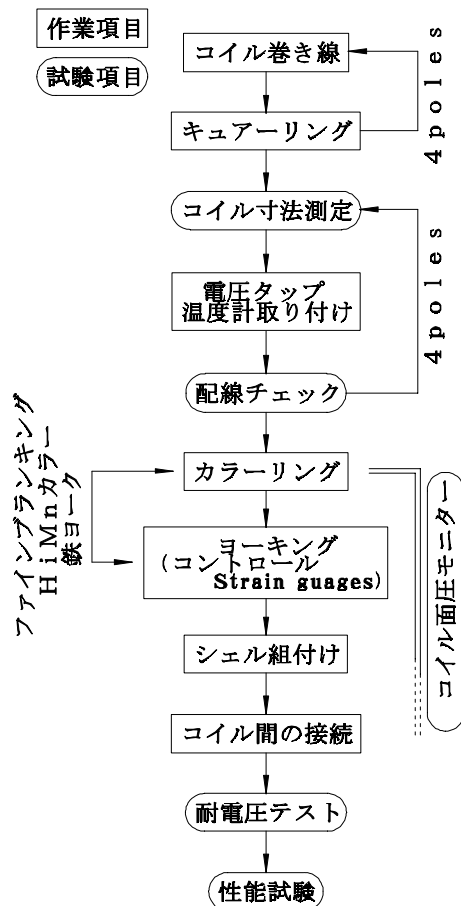 作業項目
試験項目
コイル巻き線
キュアーリング
4poles
コイル寸法測定
電圧タップ
温度計取り付け
配線チェック
4poles
ファインブランキング
HiMnカラー
鉄ヨーク
カラーリング
ヨーキング
(コントロール
Strain guages)
コイル面圧モニター
シェル組付け
コイル間の接続
耐電圧テスト
性能試験